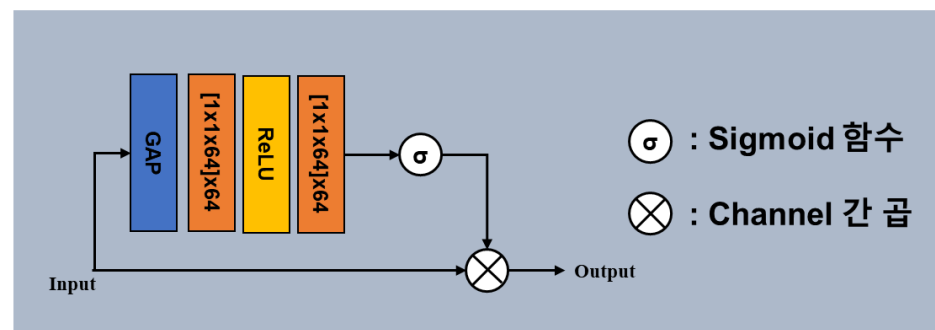 GAP
[1x1x64]x64
ReLU
[1x1x64]x64
σ
Input
Output
σ : Sigmoid 함수
: Channel 간 곱